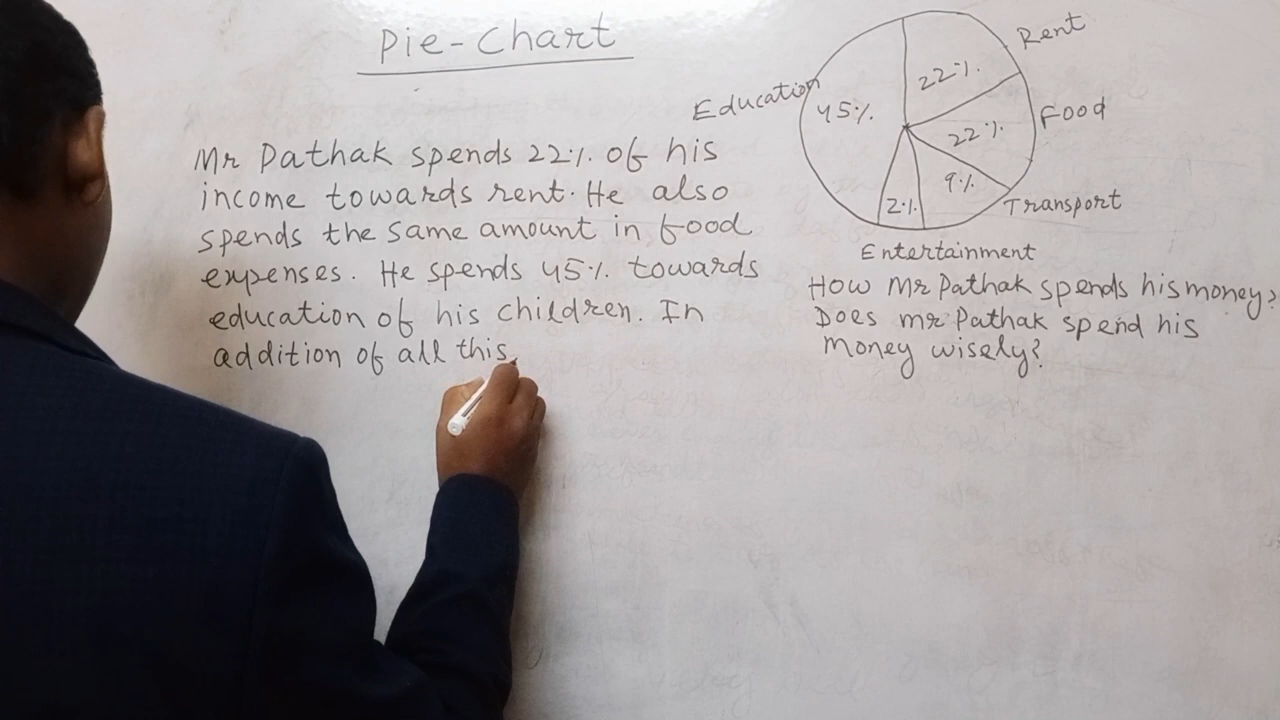 Pie-Chart
Mr Pathak spends 22% of his
income towards rent. He also
spends the same amount in food
expenses. He spends 45% towards
education of his children. In
addition of all this,
Education
45%
22%
Rent
22%
Food
9%
Transport
2%
Entertainment
How Mr Pathak spends his money?
Does mr Pathak spend his
money wisely?